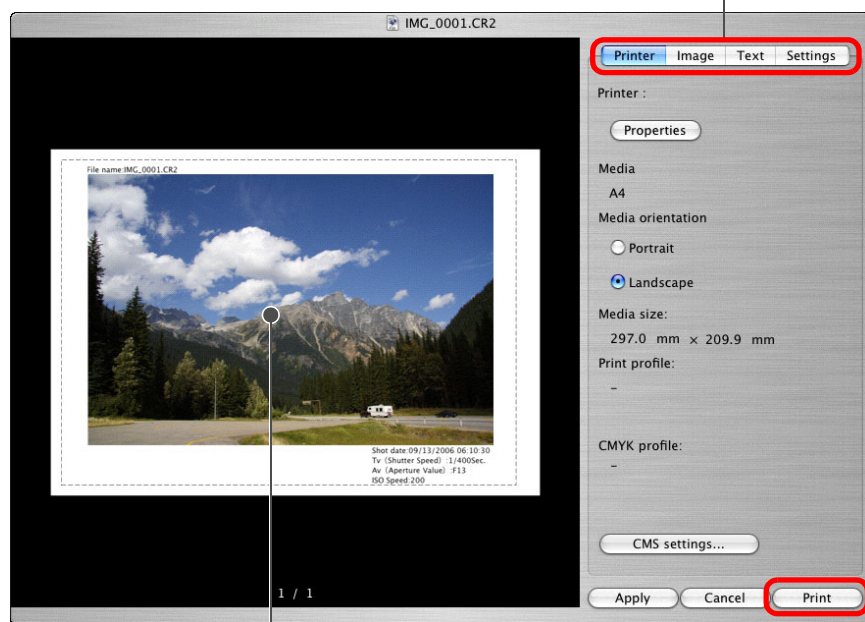 IMG_0001.CR2
File name:IMG_0001.CR2
Shot date:09/13/2006 06:10:30
Tv (Shutter Speed) :1/400Sec.
Av (Aperture Value) :F13
ISO Speed:200
1 / 1
Printer Image Text Settings
Printer :
Properties
Media
A4
Media orientation
Portrait
Landscape
Media size:
297.0 mm × 209.9 mm
Print profile:
–
CMYK profile:
–
CMS settings...
Apply Cancel Print